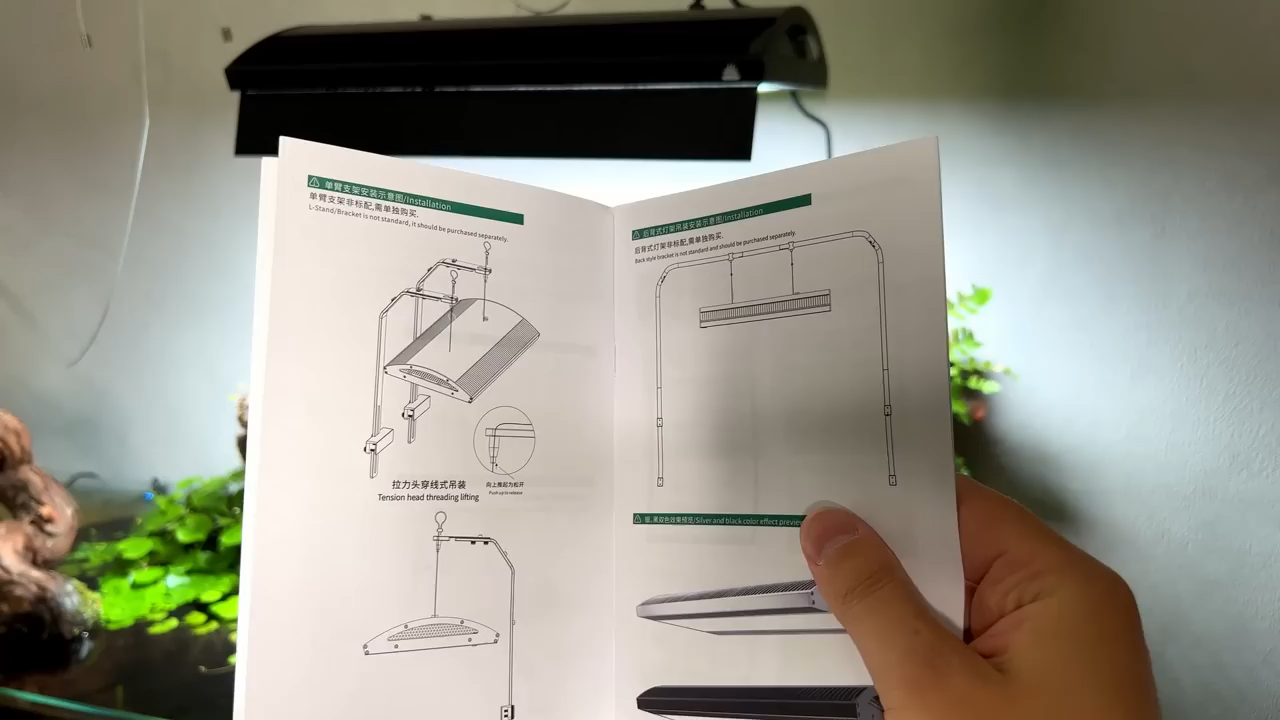 单臂支架安装示意图/Installation
单臂支架非标配,需单独购买.
L-Stand/Bracket is not standard, it should be purchased separately.
向上推起为松开
Push up to release
拉力头穿线式吊装
Tension head threading lifting
后背式灯架吊装安装示意图/Installation
后背式灯架非标配,需单独购买.
Back style bracket is not standard and should be purchased separately.
银,黑双色效果预览/Silver and black color effect preview